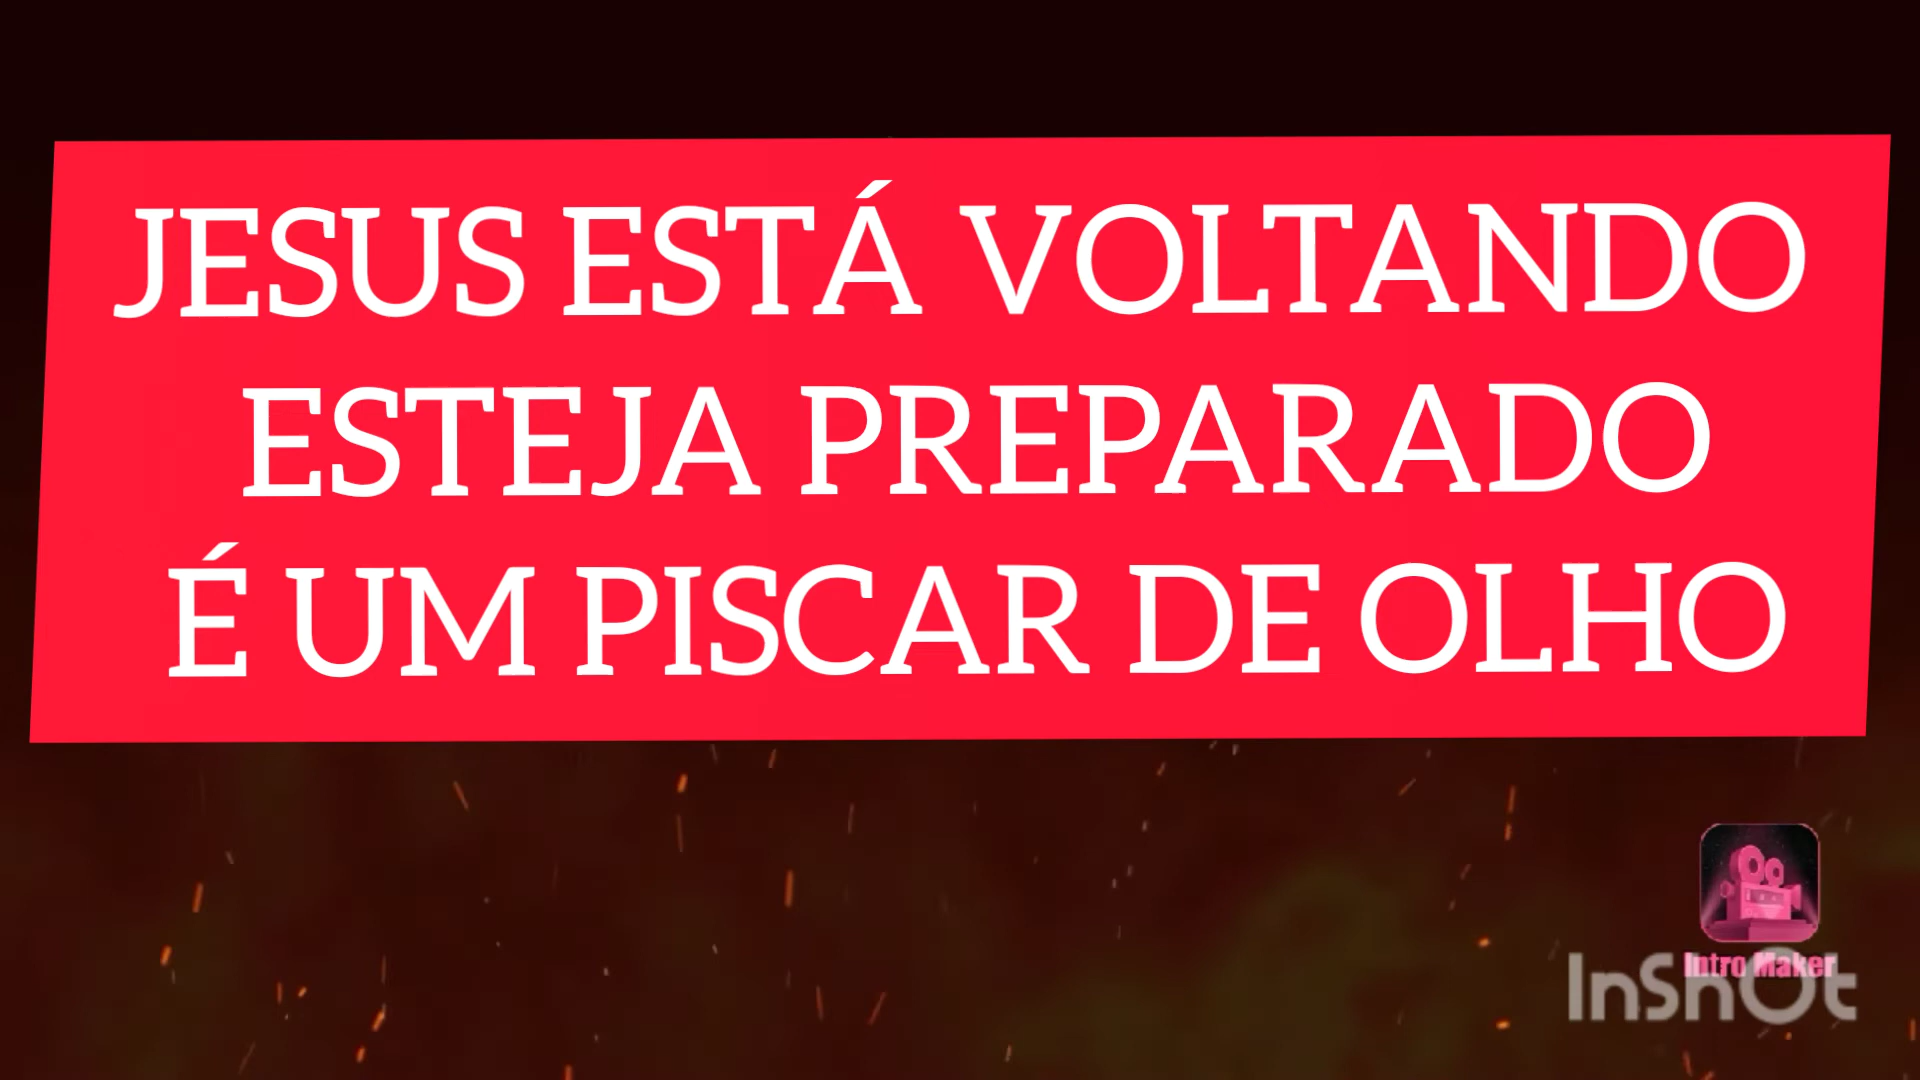 JESUS ESTÁ VOLTANDO
ESTEJA PREPARADO
É UM PISCAR DE OLHO
Intro Maker
InShOt